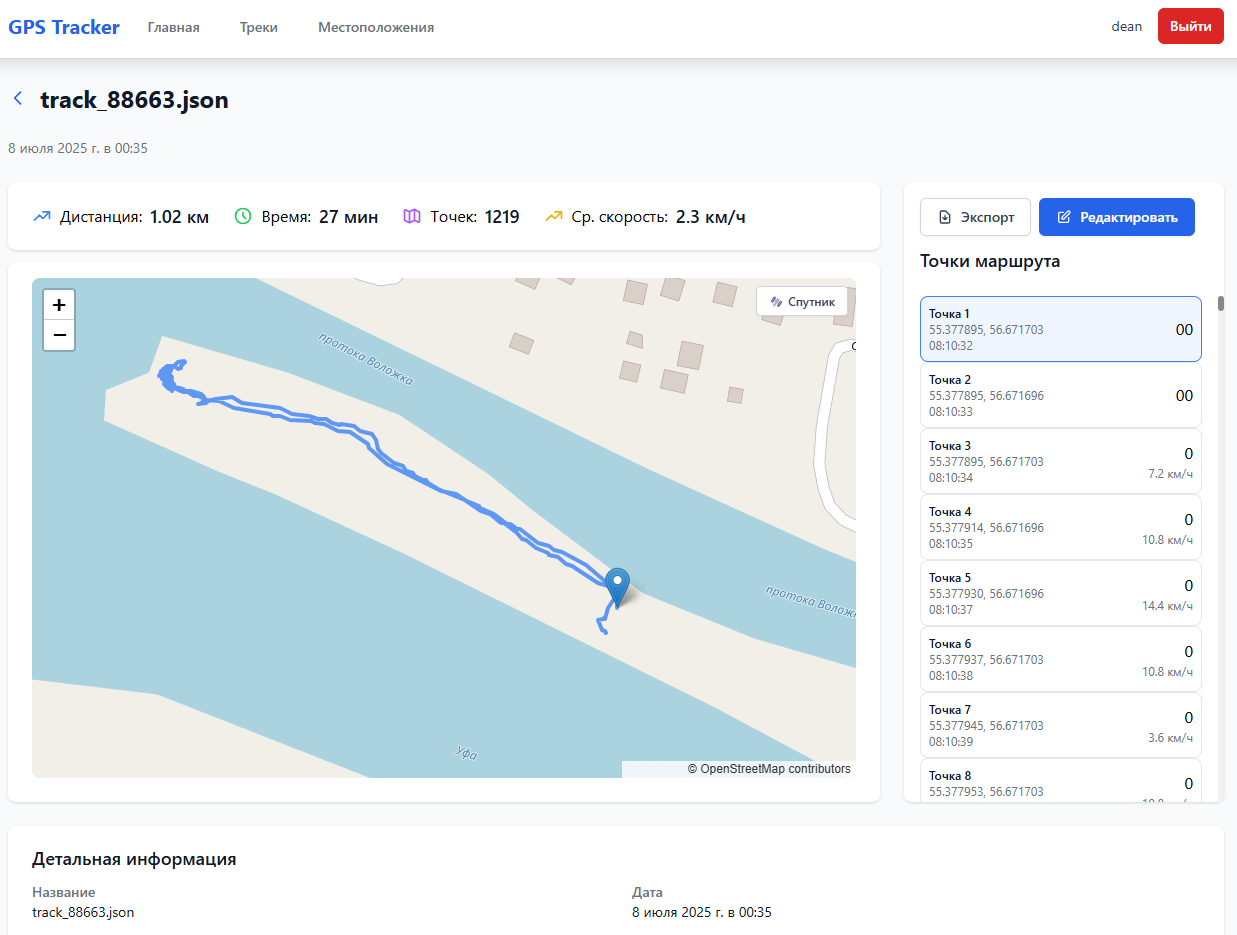 GPS Tracker Главная Треки Местоположения dean Выйти
track_88663.json
8 июля 2025 г. в 00:35
Дистанция: 1.02 км Время: 27 мин Точек: 1219 Ср. скорость: 2.3 км/ч
+
−
протока Воложка
Спутник
протока Волож
Уфа
© OpenStreetMap contributors
Экспорт Редактировать
Точки маршрута
Точка 1
55.377895, 56.671703 00
08:10:32
Точка 2
55.377895, 56.671696 00
08:10:33
Точка 3
55.377895, 56.671703 0
08:10:34 7.2 км/ч
Точка 4
55.377914, 56.671696 0
08:10:35 10.8 км/ч
Точка 5
55.377930, 56.671696 0
08:10:37 14.4 км/ч
Точка 6
55.377937, 56.671703 0
08:10:38 10.8 км/ч
Точка 7
55.377945, 56.671703 0
08:10:39 3.6 км/ч
Точка 8
55.377953, 56.671703 0
Детальная информация
Название Дата
track_88663.json 8 июля 2025 г. в 00:35